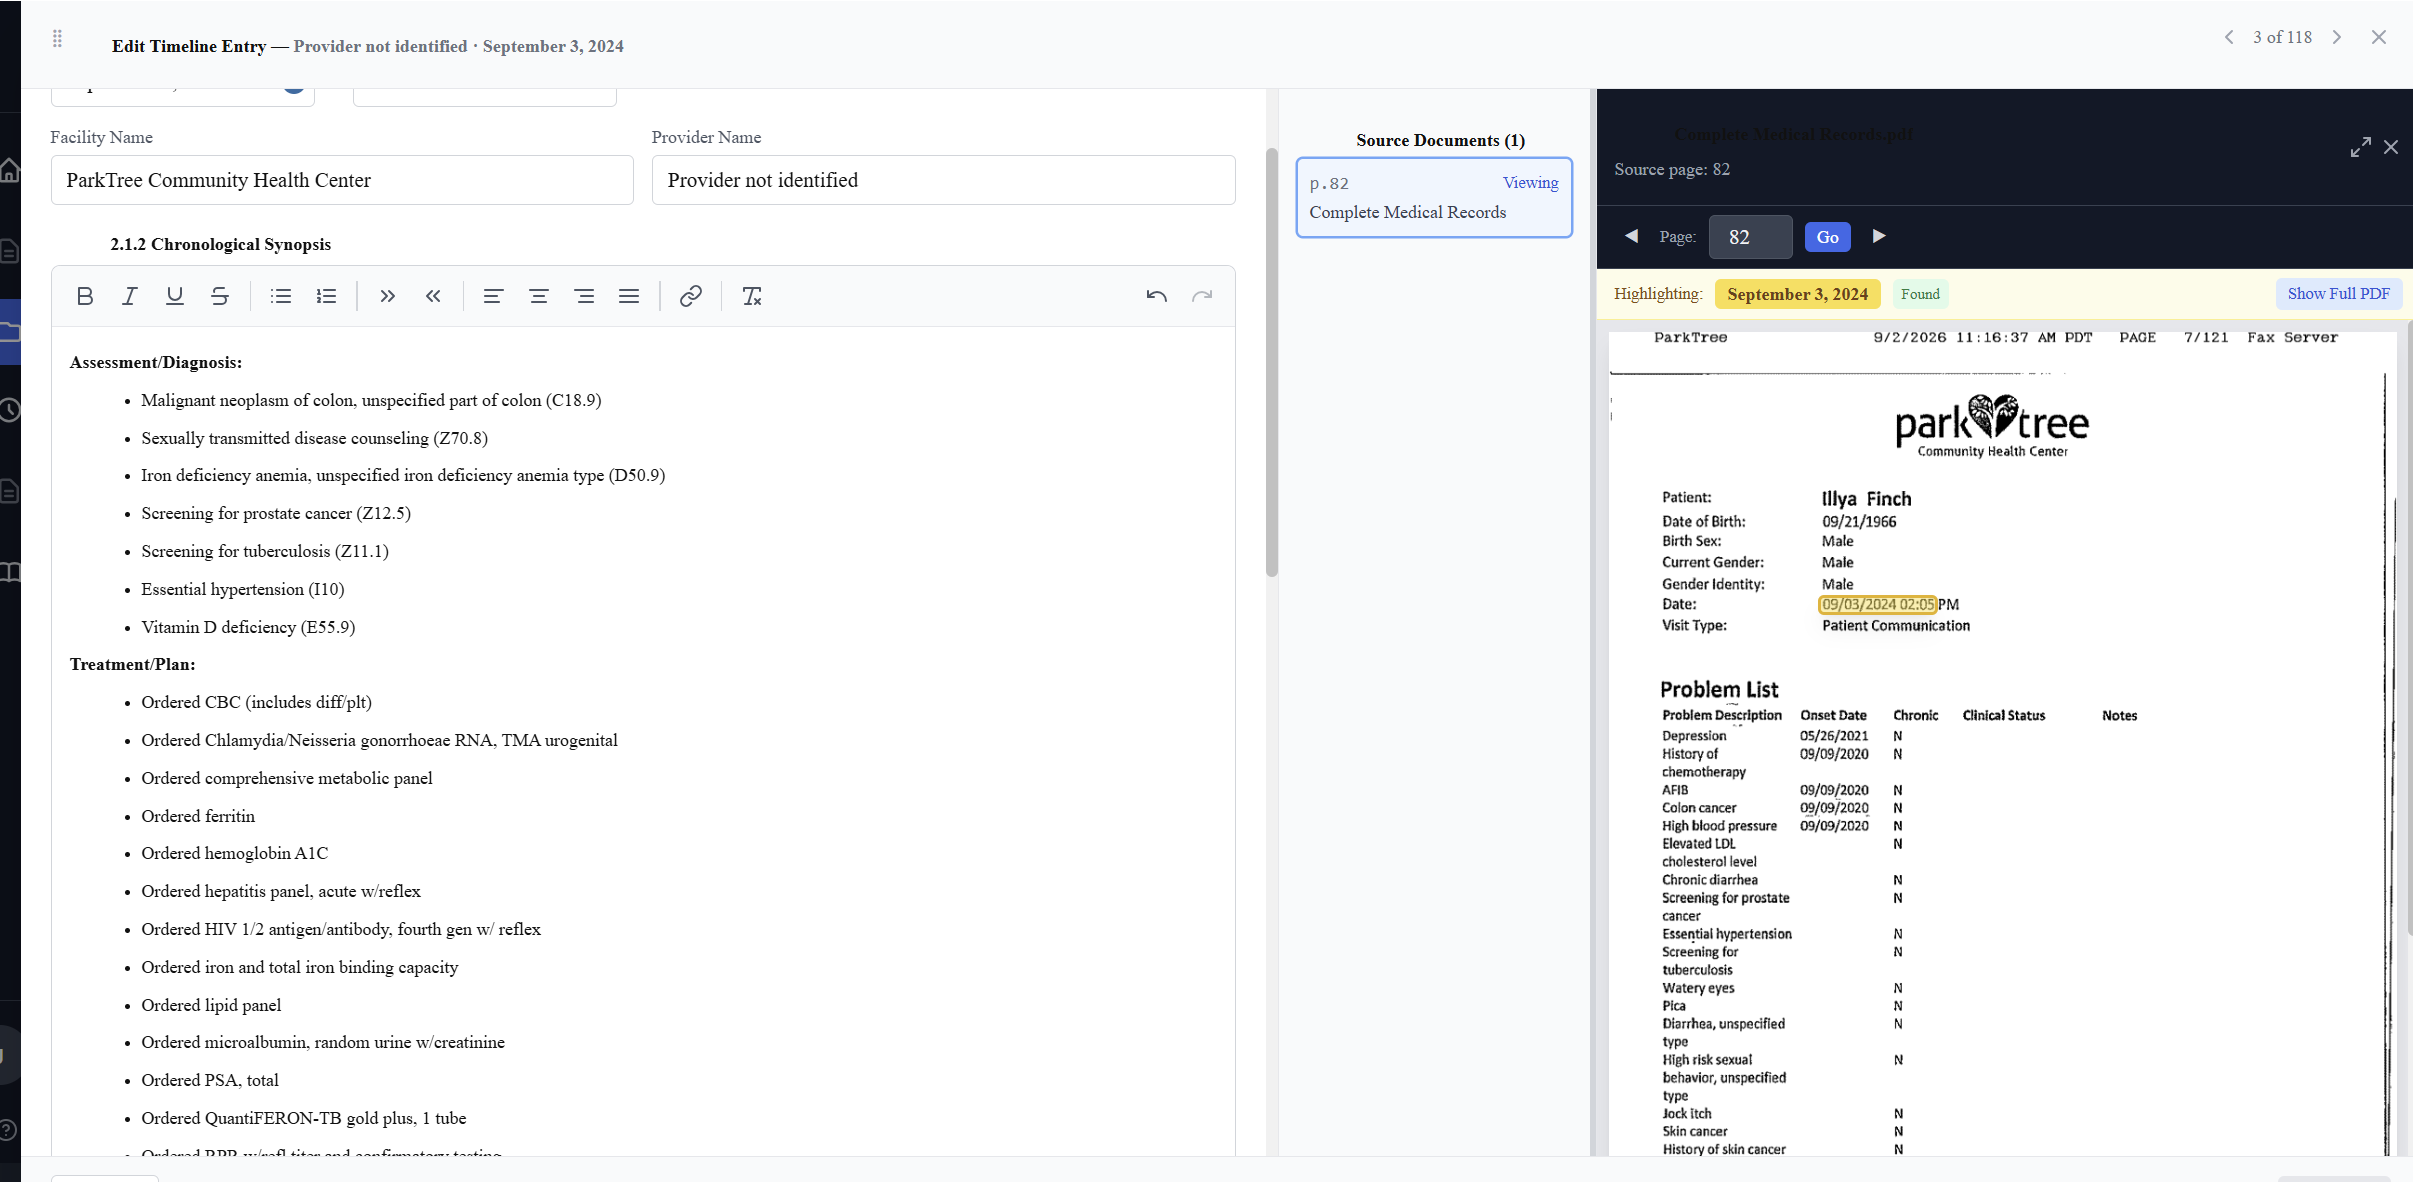 Edit Timeline Entry — Provider not identified · September 3, 2024
3 of 118
Facility Name
Provider Name
ParkTree Community Health Center
Provider not identified
2.1.2 Chronological Synopsis
Assessment/Diagnosis:
• Malignant neoplasm of colon, unspecified part of colon (C18.9)
• Sexually transmitted disease counseling (Z70.8)
• Iron deficiency anemia, unspecified iron deficiency anemia type (D50.9)
• Screening for prostate cancer (Z12.5)
• Screening for tuberculosis (Z11.1)
• Essential hypertension (I10)
• Vitamin D deficiency (E55.9)
Treatment/Plan:
• Ordered CBC (includes diff/plt)
• Ordered Chlamydia/Neisseria gonorrhoeae RNA, TMA urogenital
• Ordered comprehensive metabolic panel
• Ordered ferritin
• Ordered hemoglobin A1C
• Ordered hepatitis panel, acute w/reflex
• Ordered HIV 1/2 antigen/antibody, fourth gen w/ reflex
• Ordered iron and total iron binding capacity
• Ordered lipid panel
• Ordered microalbumin, random urine w/creatinine
• Ordered PSA, total
• Ordered QuantiFERON-TB gold plus, 1 tube
Ordered RPR w/refl titer and confirmatory testing
Source Documents (1)
p.82 Viewing
Complete Medical Records
Complete Medical Records.pdf
Source page: 82
Page: 82 Go
Highlighting: September 3, 2024 Found Show Full PDF
ParkTree 9/2/2026 11:16:37 AM PDT PAGE 7/121 Fax Server
parktree
Community Health Center
Patient: Illya Finch
Date of Birth: 09/21/1966
Birth Sex: Male
Current Gender: Male
Gender Identity: Male
Date: 09/03/2024 02:05 PM
Visit Type: Patient Communication
Problem List
Problem Description Onset Date Chronic Clinical Status Notes
Depression 05/26/2021 N
History of 09/09/2020 N
chemotherapy
AFIB 09/09/2020 N
Colon cancer 09/09/2020 N
High blood pressure 09/09/2020 N
Elevated LDL N
cholesterol level
Chronic diarrhea N
Screening for prostate N
cancer
Essential hypertension N
Screening for N
tuberculosis
Watery eyes N
Pica N
Diarrhea, unspecified N
type
High risk sexual N
behavior, unspecified
type
Jock itch N
Skin cancer N
History of skin cancer N